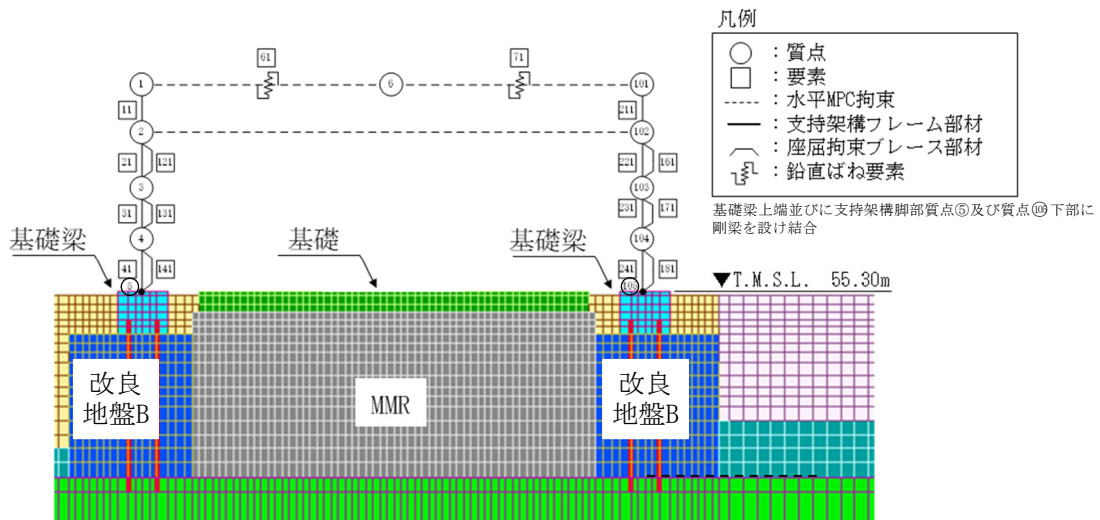 凡例
○ : 質点
□ : 要素
: 水平MPC拘束
: 支持架構フレーム部材
: 座屈拘束ブレース部材
: 鉛直ばね要素
基礎梁上端並びに支持架構脚部質点⑤及び質点105下部に
剛梁を設け結合
61 71
1 6 101
11 211
2 102
21 121 221 161
3 103
31 131 231 171
4 104
基礎梁 基礎 基礎梁
41 141 241 181
5 105
▼T.M.S.L. 55.30m
改良
地盤B
MMR
改良
地盤B